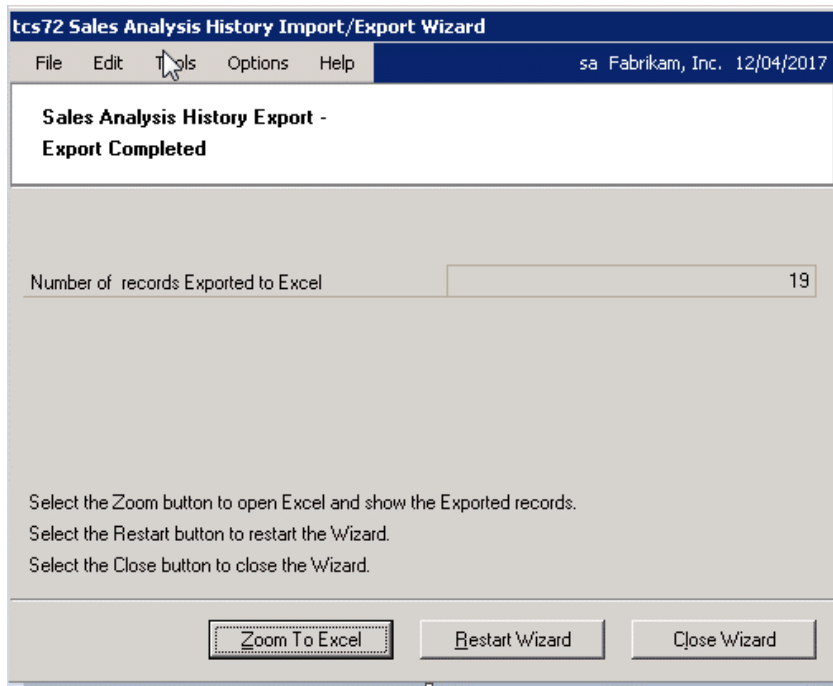 tcs72 Sales Analysis History Import/Export Wizard
File Edit Tools Options Help sa Fabrikam, Inc. 12/04/2017
Sales Analysis History Export -
Export Completed
Number of records Exported to Excel 19
Select the Zoom button to open Excel and show the Exported records.
Select the Restart button to restart the Wizard.
Select the Close button to close the Wizard.
Zoom To Excel Restart Wizard Close Wizard